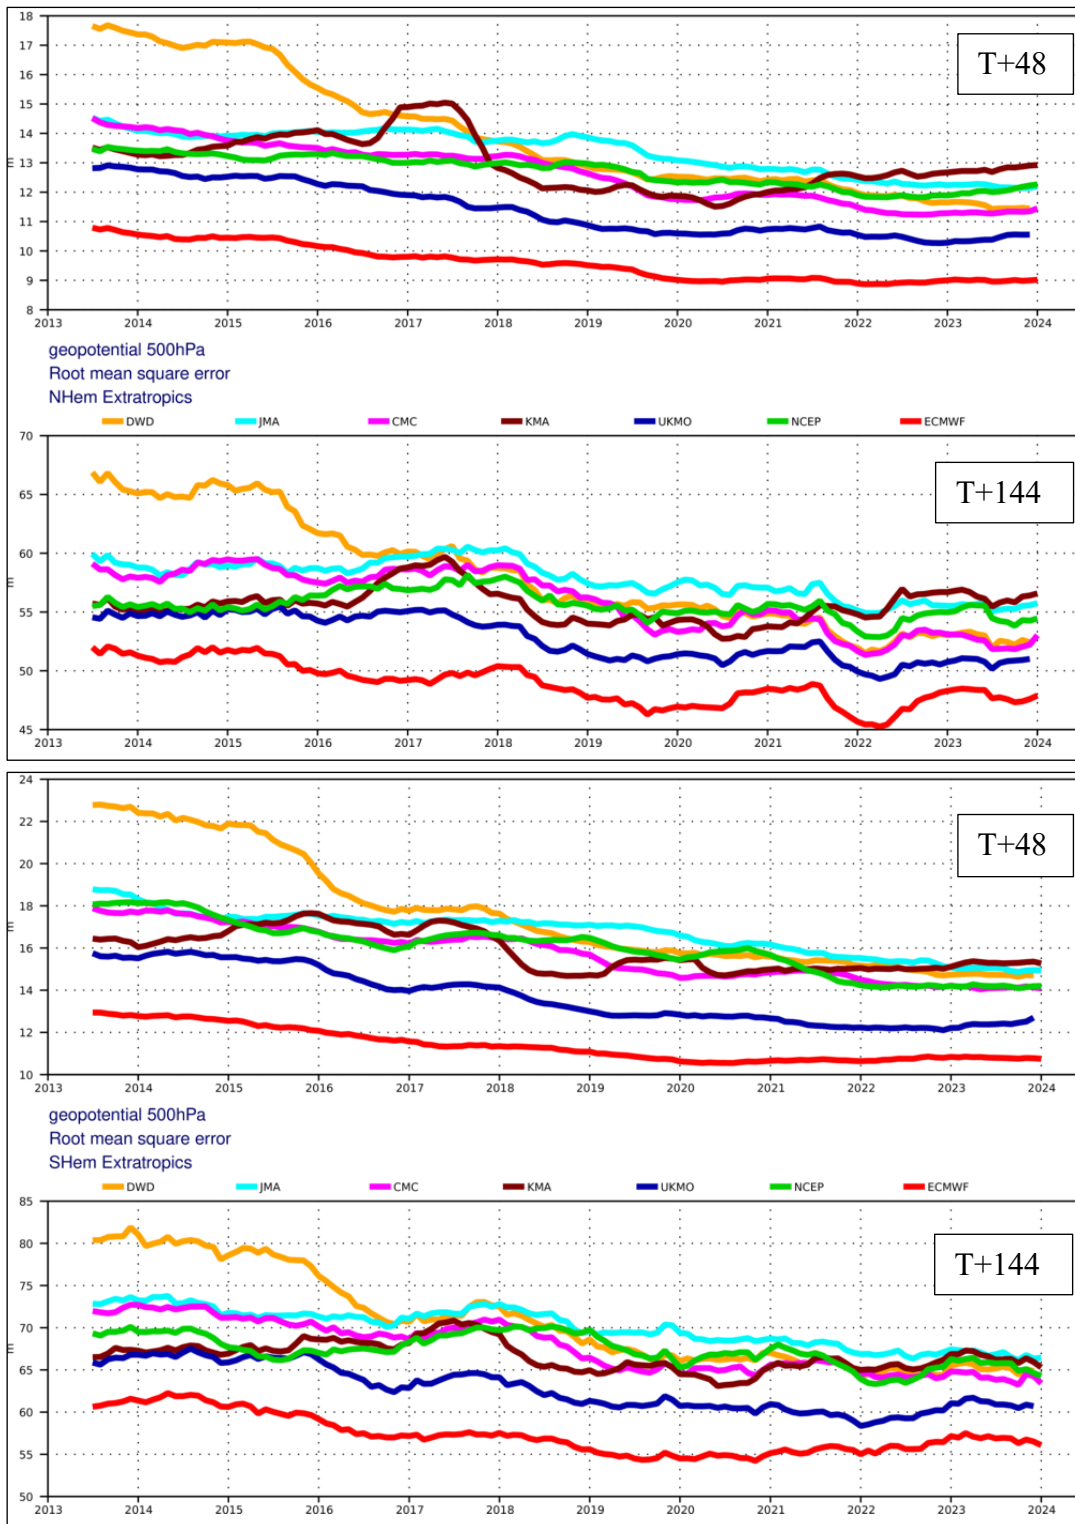 18
17
16
15
14
13
12
11
10
9
8
m
T+48
2013 2014 2015 2016 2017 2018 2019 2020 2021 2022 2023 2024
geopotential 500hPa
Root mean square error
NHem Extratropics
DWD JMA CMC KMA UKMO NCEP ECMWF
70
65
60
55
50
45
m
T+144
2013 2014 2015 2016 2017 2018 2019 2020 2021 2022 2023 2024
24
22
20
18
16
14
12
10
m
T+48
2013 2014 2015 2016 2017 2018 2019 2020 2021 2022 2023 2024
geopotential 500hPa
Root mean square error
SHem Extratropics
DWD JMA CMC KMA UKMO NCEP ECMWF
85
80
75
70
65
60
55
50
m
T+144
2013 2014 2015 2016 2017 2018 2019 2020 2021 2022 2023 2024